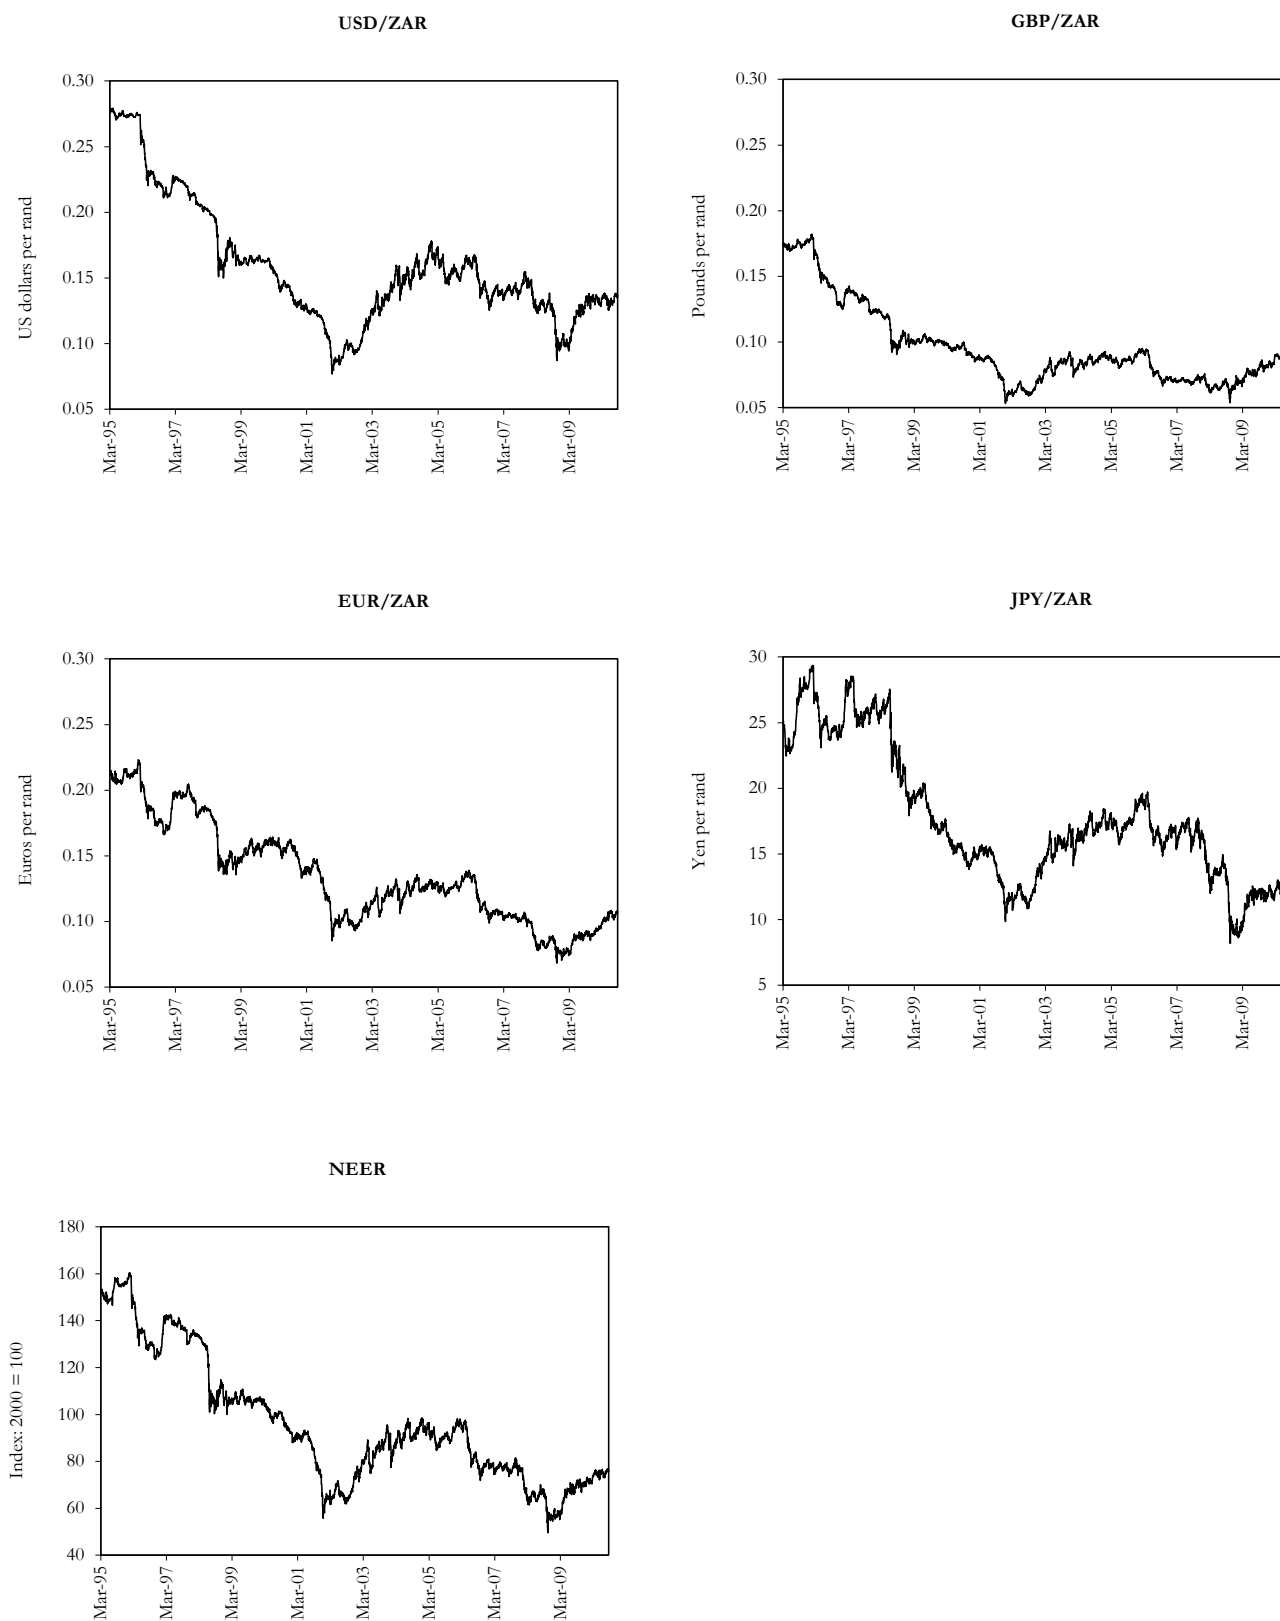 USD/ZAR
US dollars per rand
0.30
0.25
0.20
0.15
0.10
0.05
Mar-95
Mar-97
Mar-99
Mar-01
Mar-03
Mar-05
Mar-07
Mar-09
GBP/ZAR
Pounds per rand
0.30
0.25
0.20
0.15
0.10
0.05
Mar-95
Mar-97
Mar-99
Mar-01
Mar-03
Mar-05
Mar-07
Mar-09
EUR/ZAR
Euros per rand
0.30
0.25
0.20
0.15
0.10
0.05
Mar-95
Mar-97
Mar-99
Mar-01
Mar-03
Mar-05
Mar-07
Mar-09
JPY/ZAR
Yen per rand
30
25
20
15
10
5
Mar-95
Mar-97
Mar-99
Mar-01
Mar-03
Mar-05
Mar-07
Mar-09
NEER
Index: 2000 = 100
180
160
140
120
100
80
60
40
Mar-95
Mar-97
Mar-99
Mar-01
Mar-03
Mar-05
Mar-07
Mar-09